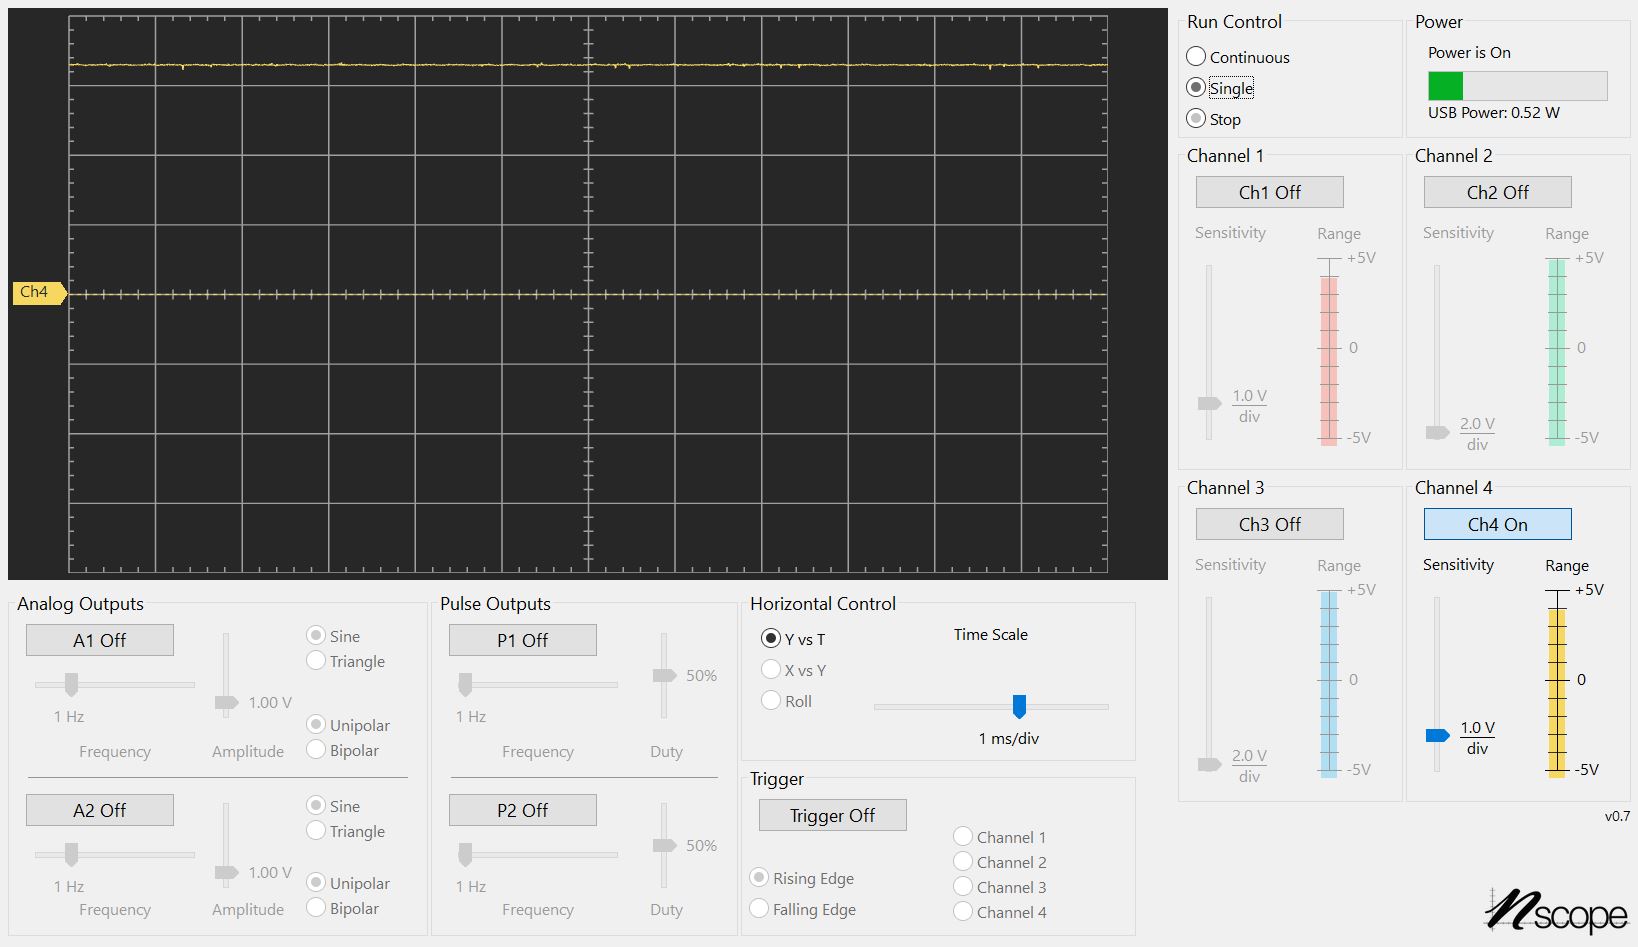 Ch4
Run Control
Continuous
Single
Stop
Power
Power is On
USB Power: 0.52 W
Channel 1
Ch1 Off
Sensitivity
Range
+5V
0
-5V
1.0 V
div
Channel 2
Ch2 Off
Sensitivity
Range
+5V
0
-5V
2.0 V
div
Channel 3
Ch3 Off
Sensitivity
Range
+5V
0
-5V
2.0 V
div
Channel 4
Ch4 On
Sensitivity
Range
+5V
0
-5V
1.0 V
div
Analog Outputs
A1 Off
Sine
Triangle
1.00 V
1 Hz
Unipolar
Bipolar
Frequency
Amplitude
A2 Off
Sine
Triangle
1.00 V
1 Hz
Unipolar
Bipolar
Frequency
Amplitude
Pulse Outputs
P1 Off
50%
1 Hz
Frequency
Duty
P2 Off
50%
1 Hz
Frequency
Duty
Horizontal Control
Y vs T
X vs Y
Roll
Time Scale
1 ms/div
Trigger
Trigger Off
Rising Edge
Falling Edge
Channel 1
Channel 2
Channel 3
Channel 4
v0.7
nscope